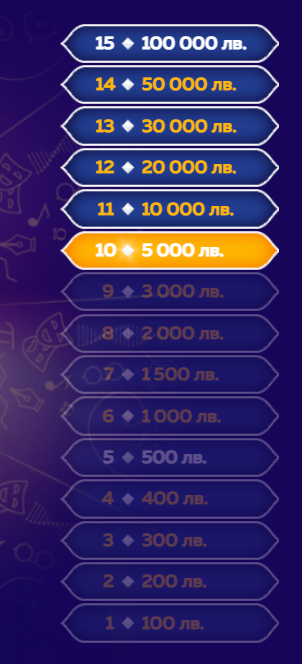 15 ◆ 100 000 лв.
14 ◆ 50 000 лв.
13 ◆ 30 000 лв.
12 ◆ 20 000 лв.
11 ◆ 10 000 лв.
10 ◆ 5 000 лв.
9 ◆ 3 000 лв.
8 ◆ 2 000 лв.
7 ◆ 1 500 лв.
6 ◆ 1 000 лв.
5 ◆ 500 лв.
4 ◆ 400 лв.
3 ◆ 300 лв.
2 ◆ 200 лв.
1 ◆ 100 лв.